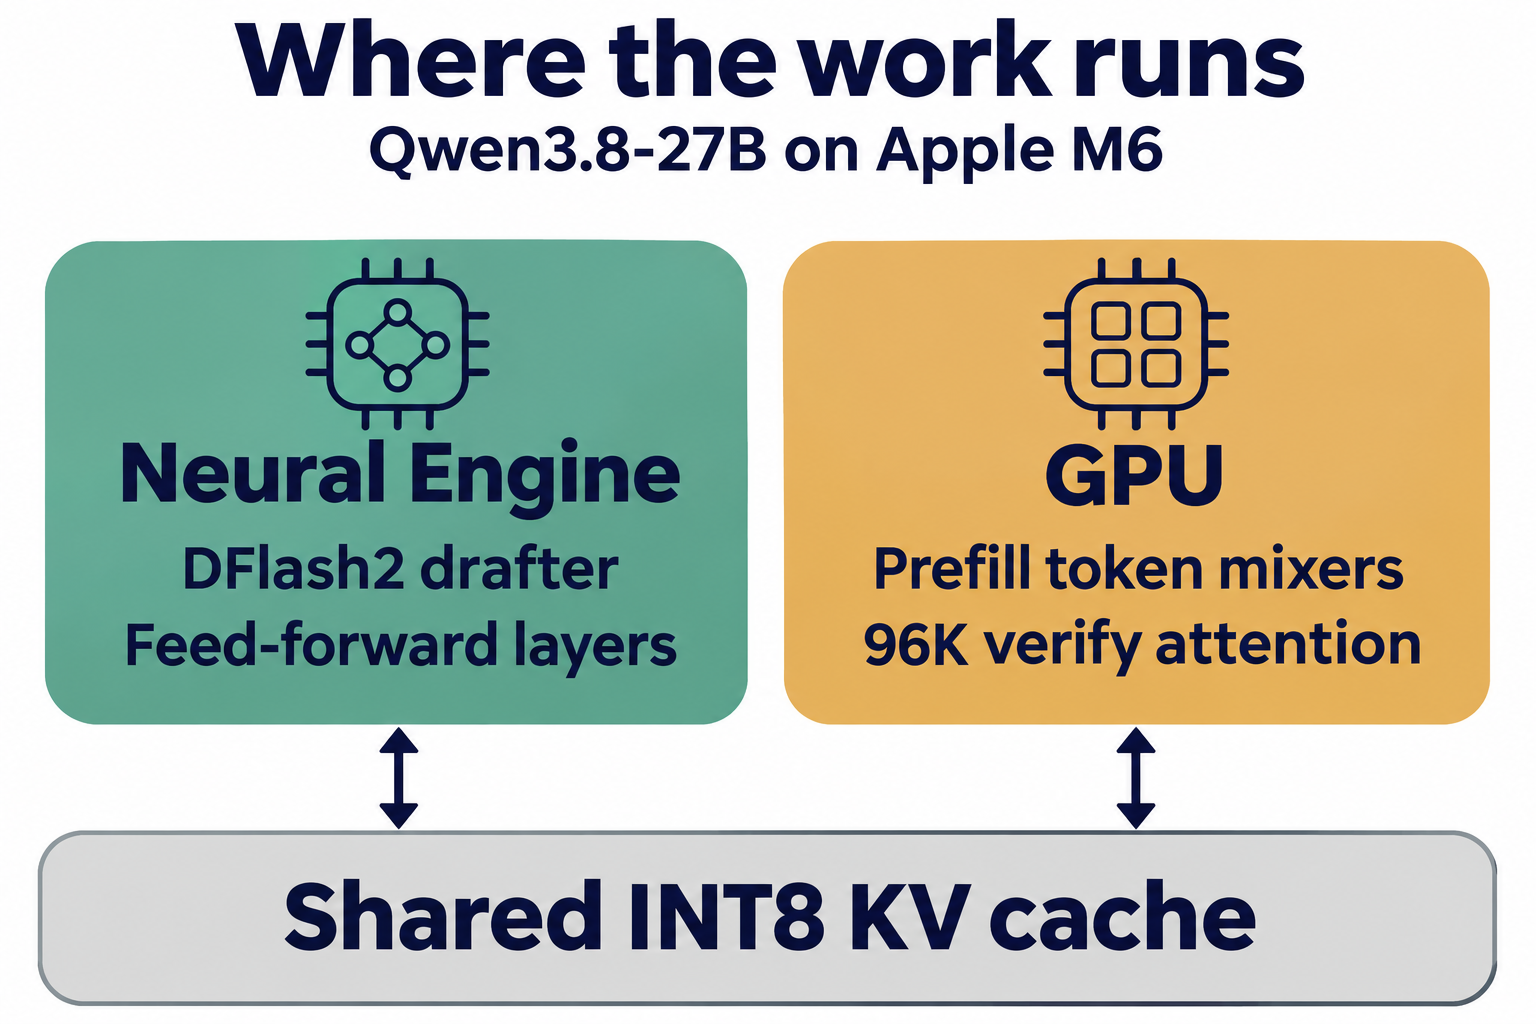 Where the work runs
Qwen3.8-27B on Apple M6
Neural Engine
DFlash2 drafter
Feed-forward layers
GPU
Prefill token mixers
96K verify attention
Shared INT8 KV cache